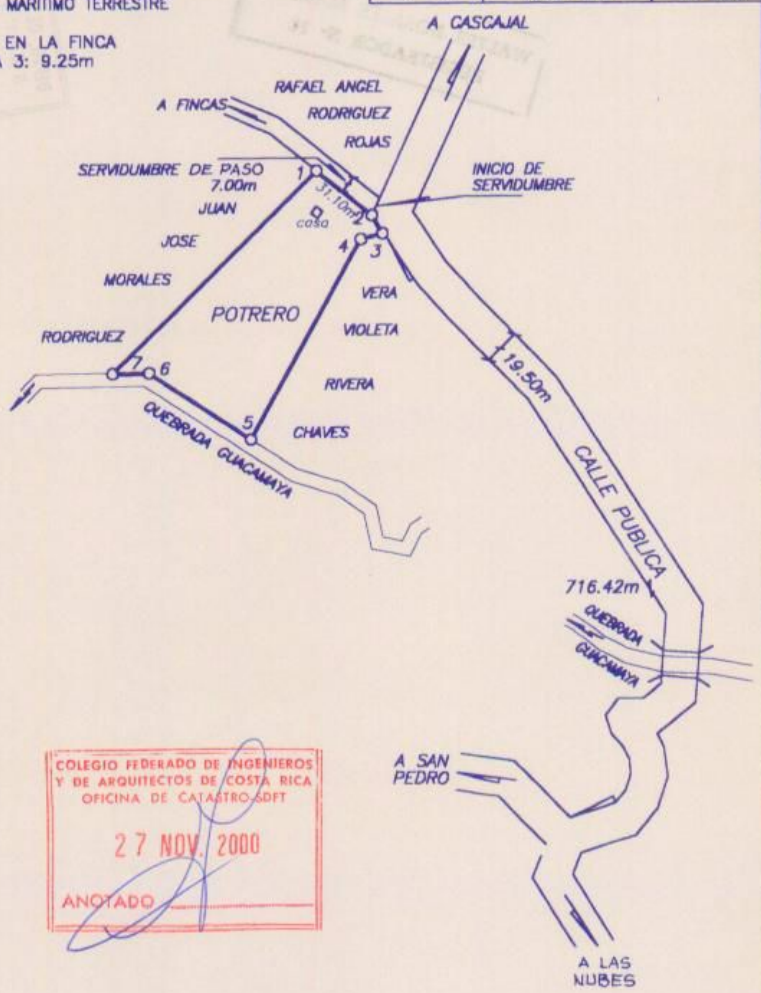 MARITIMO TERRESTRE
EN LA FINCA
3: 9.25m
A CASCAJAL
A FINCAS
RAFAEL ANGEL
RODRIGUEZ
ROJAS
SERVIDUMBRE DE PASO
7.00m
INICIO DE
SERVIDUMBRE
1
31.10m
2
casa
4
3
JUAN
JOSE
MORALES
RODRIGUEZ
POTRERO
VERA
VIOLETA
RIVERA
CHAVES
7
6
5
QUEBRADA GUACAMAYA
19.50m
CALLE PUBLICA
716.42m
QUEBRADA
GUACAMAYA
A SAN
PEDRO
A LAS
NUBES
COLEGIO FEDERADO DE INGENIEROS
Y DE ARQUITECTOS DE COSTA RICA
OFICINA DE CATASTRO-SDFT
27 NOV. 2000
ANOTADO